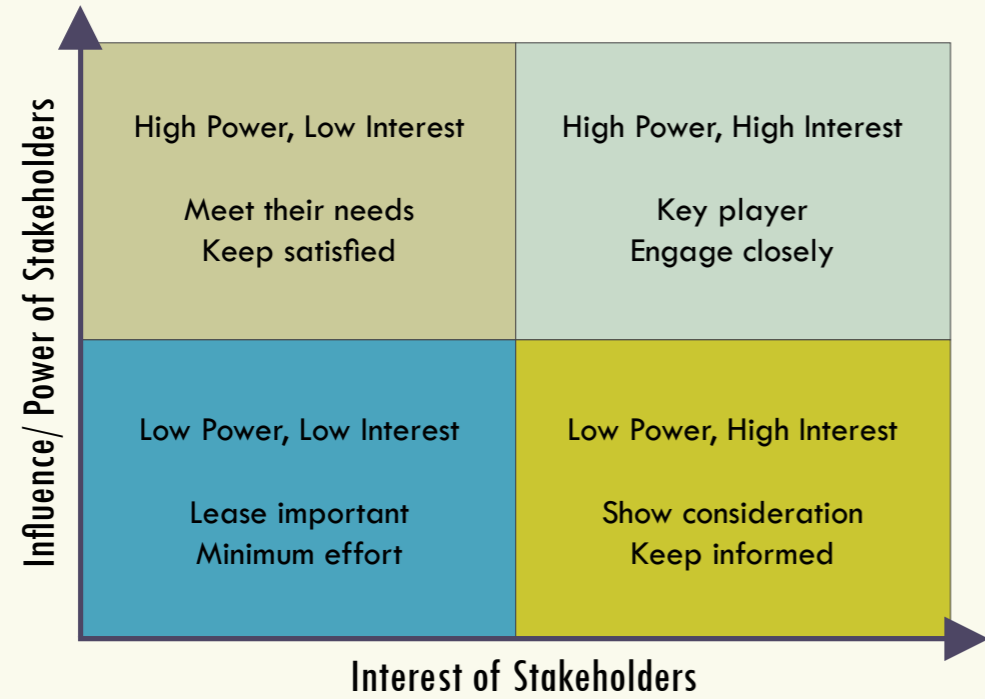 Influence/ Power of Stakeholders
High Power, Low Interest
Meet their needs
Keep satisfied
High Power, High Interest
Key player
Engage closely
Low Power, Low Interest
Lease important
Minimum effort
Low Power, High Interest
Show consideration
Keep informed
Interest of Stakeholders